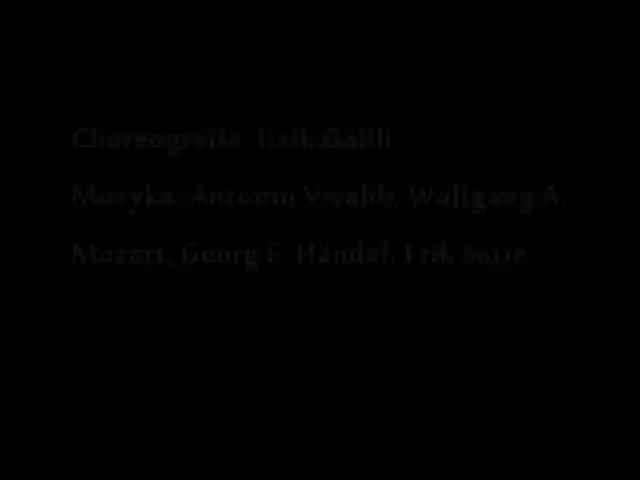 Choreografia: Itzik Galili
Muzyka: Antonio Vivaldi, Wolfgang A.
Mozart, Georg F. Händel, Erik Satie